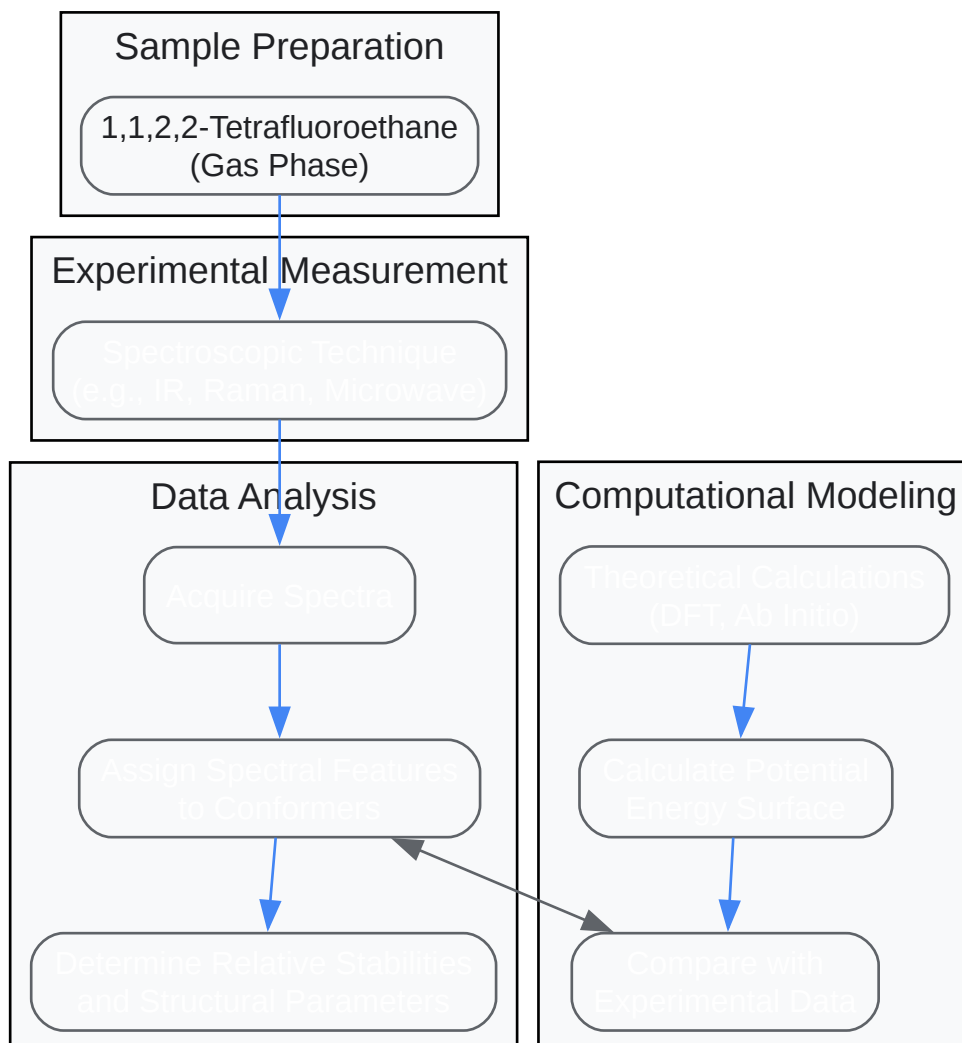 Sample Preparation
1,1,2,2-Tetrafluoroethane
(Gas Phase)
Experimental Measurement
Spectroscopic Technique
(e.g., IR, Raman, Microwave)
Data Analysis
Acquire Spectra
Assign Spectral Features
to Conformers
Determine Relative Stabilities
and Structural Parameters
Computational Modeling
Theoretical Calculations
(DFT, Ab Initio)
Calculate Potential
Energy Surface
Compare with
Experimental Data